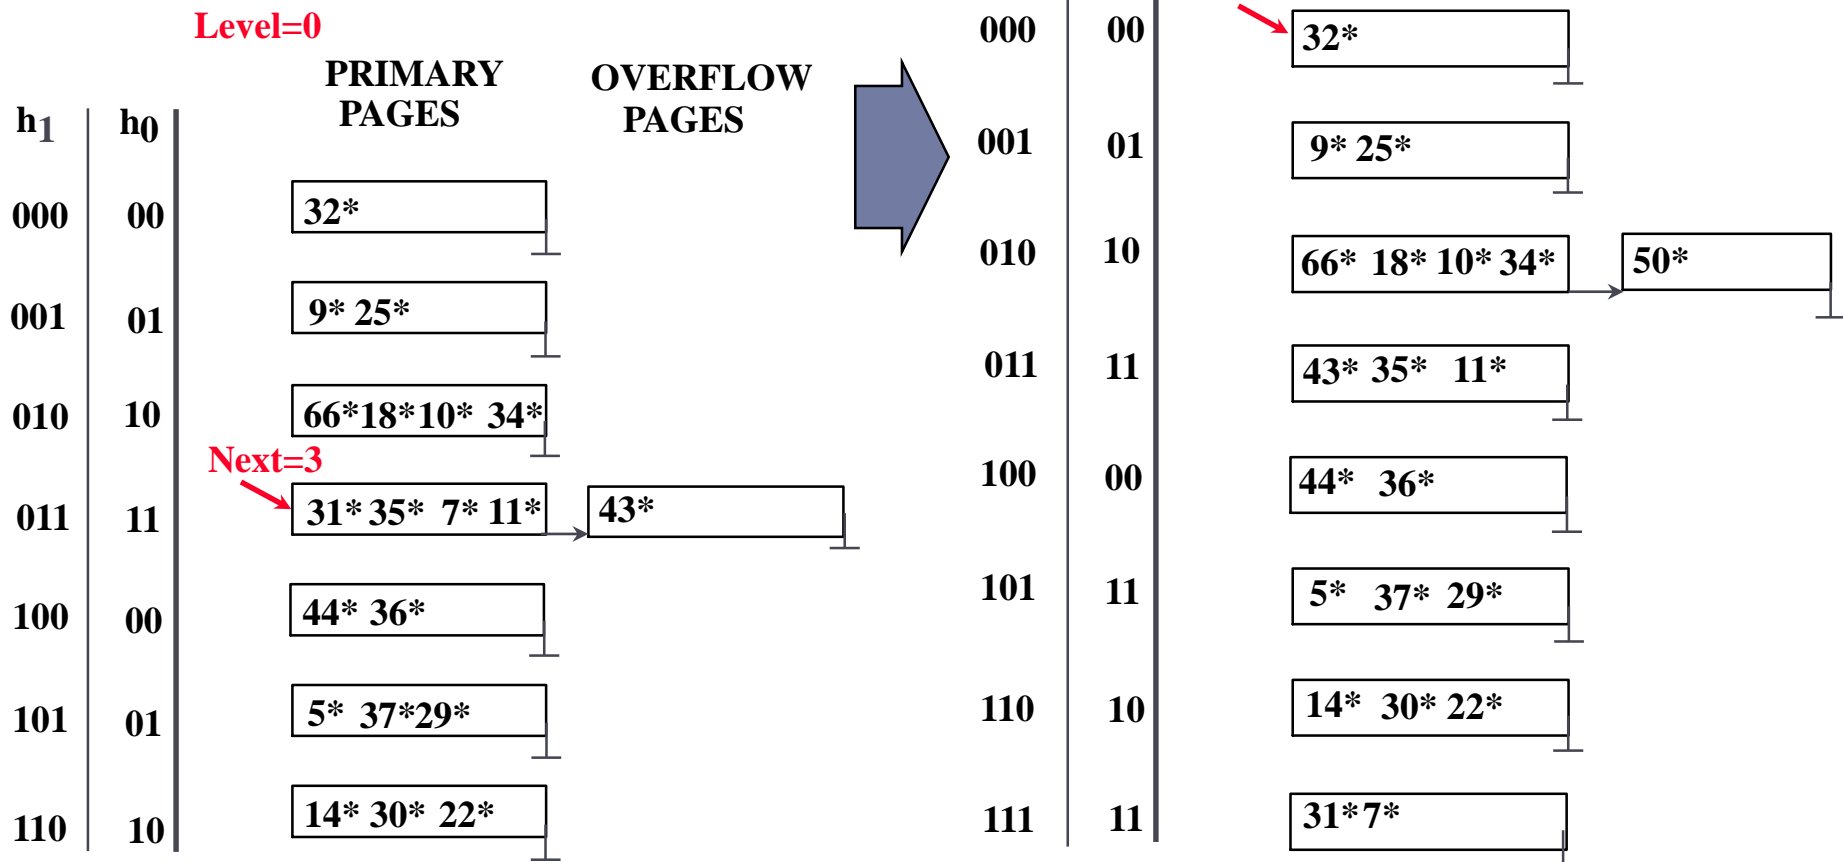 Level=0
PRIMARY PAGES
OVERFLOW PAGES
h1 h0
000 00 32*
001 01 9* 25*
010 10 66*18*10* 34*
Next=3
011 11 31* 35* 7* 11* 43*
100 00 44* 36*
101 01 5* 37*29*
110 10 14* 30* 22*
000 00 32*
001 01 9* 25*
010 10 66* 18* 10* 34* 50*
011 11 43* 35* 11*
100 00 44* 36*
101 11 5* 37* 29*
110 10 14* 30* 22*
111 11 31*7*